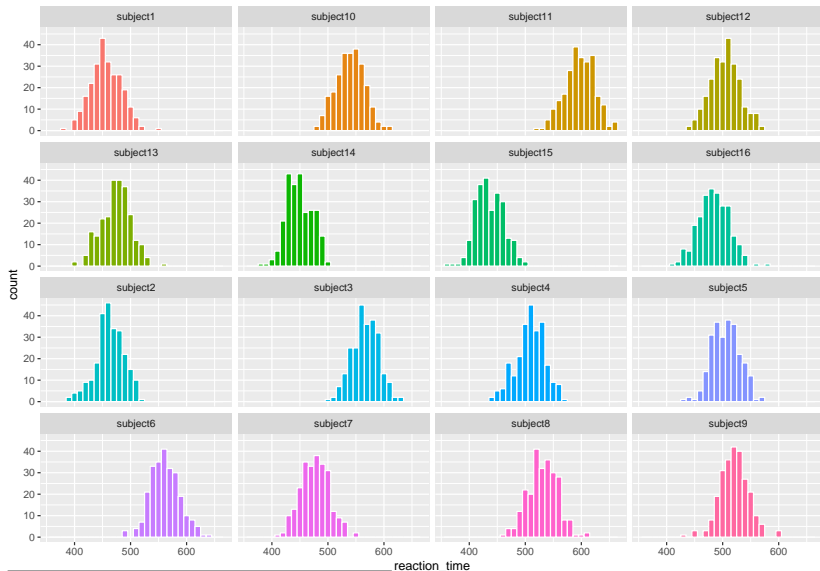 subject1 subject10 subject11 subject12
40
30
20
10
0
subject13 subject14 subject15 subject16
40
30
20
10
0
count
subject2 subject3 subject4 subject5
40
30
20
10
0
subject6 subject7 subject8 subject9
40
30
20
10
0
400 500 600 400 500 600 400 500 600 400 500 600
reaction_time